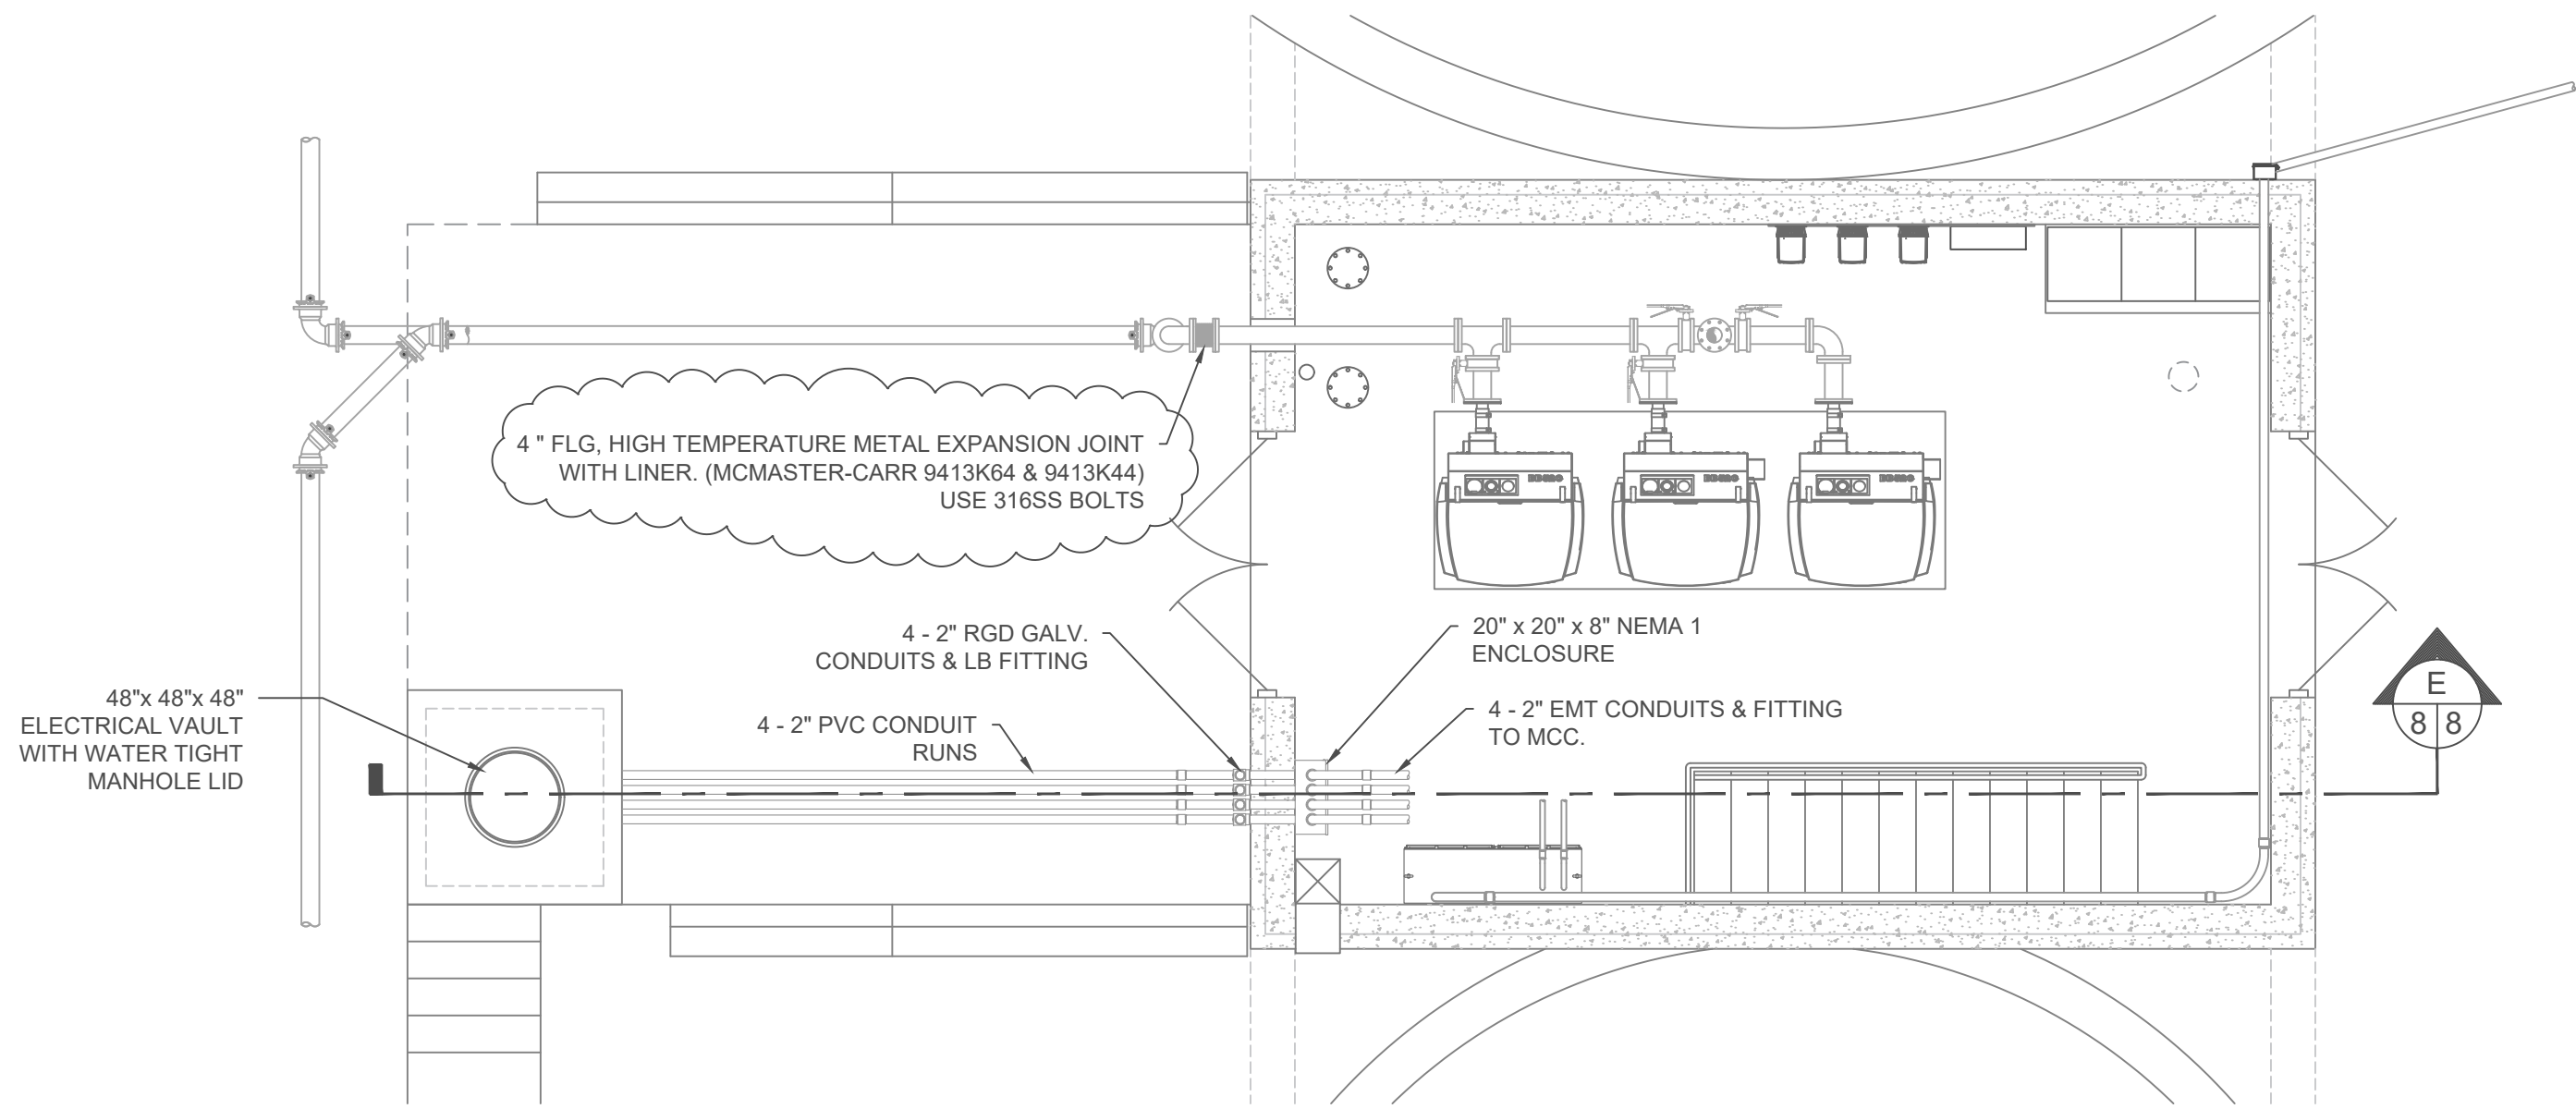 4 " FLG, HIGH TEMPERATURE METAL EXPANSION JOINT
WITH LINER. (MCMASTER-CARR 9413K64 & 9413K44)
USE 316SS BOLTS
4 - 2" RGD GALV.
CONDUITS & LB FITTING
20" x 20" x 8" NEMA 1
ENCLOSURE
48"x 48"x 48"
ELECTRICAL VAULT
WITH WATER TIGHT
MANHOLE LID
4 - 2" PVC CONDUIT
RUNS
4 - 2" EMT CONDUITS & FITTING
TO MCC.
E
8 8